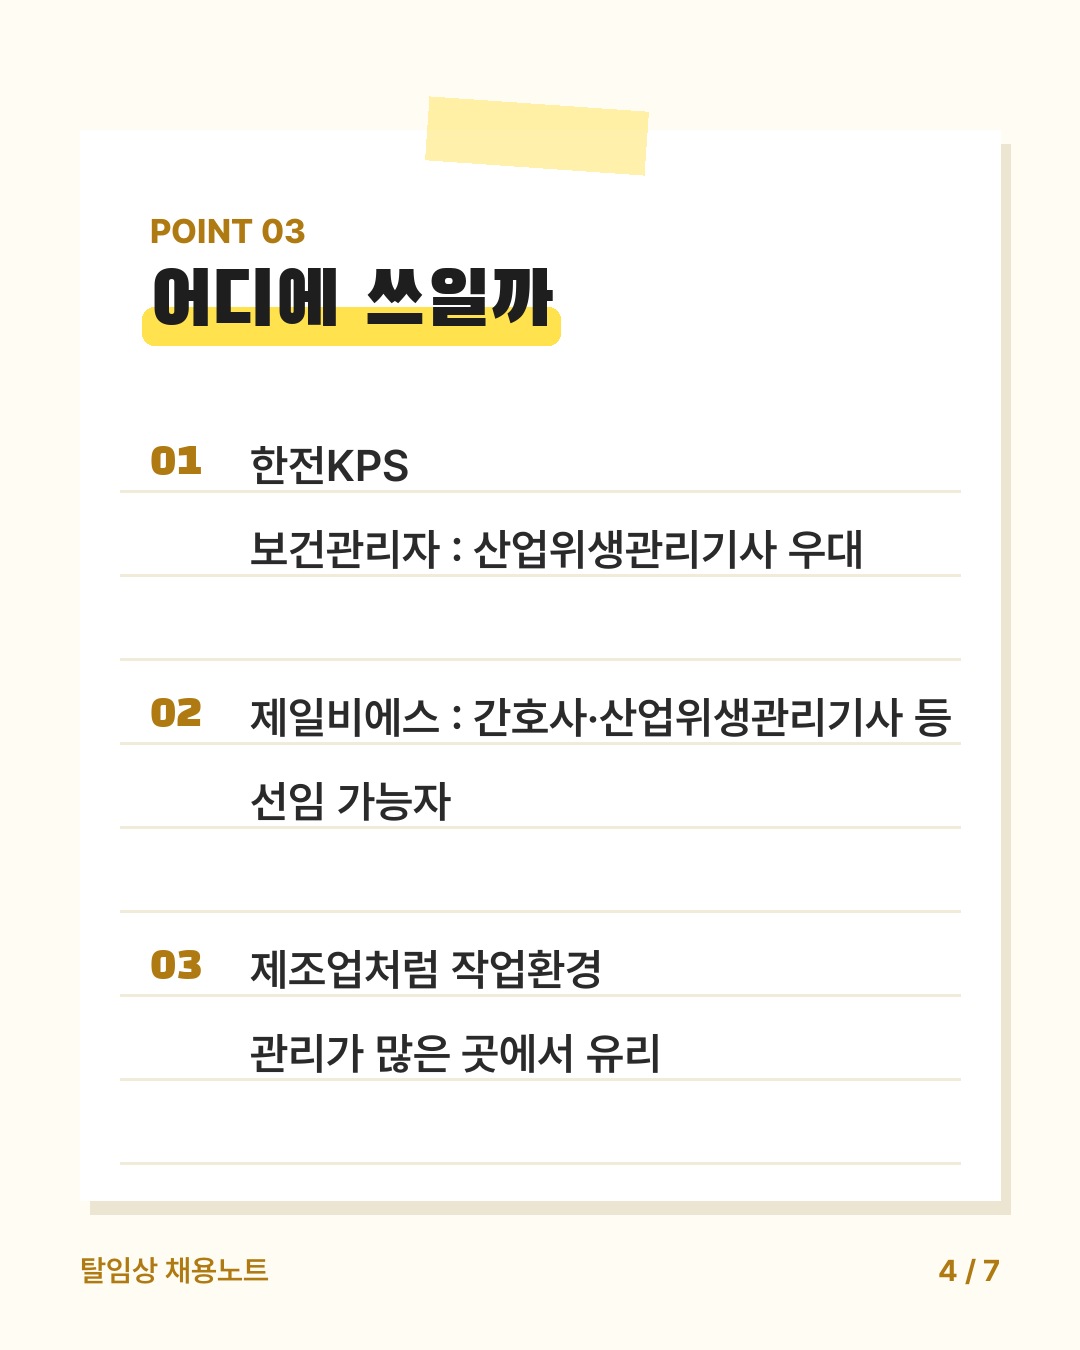 POINT 03
어디에 쓰일까
01 한전KPS
보건관리자 : 산업위생관리기사 우대
02 제일비에스 : 간호사·산업위생관리기사 등
선임 가능자
03 제조업처럼 작업환경
관리가 많은 곳에서 유리
탈임상 채용노트 4 / 7